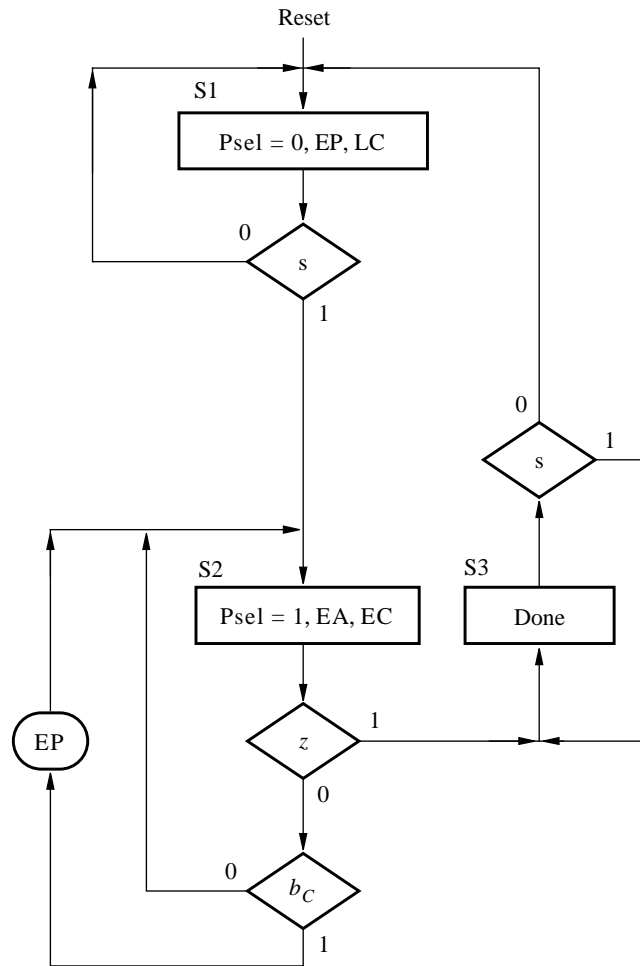 Reset
S1
Psel = 0, EP, LC
0
s
1
0
s
1
S2
Psel = 1, EA, EC
S3
Done
EP
z
1
0
0
b_C
1